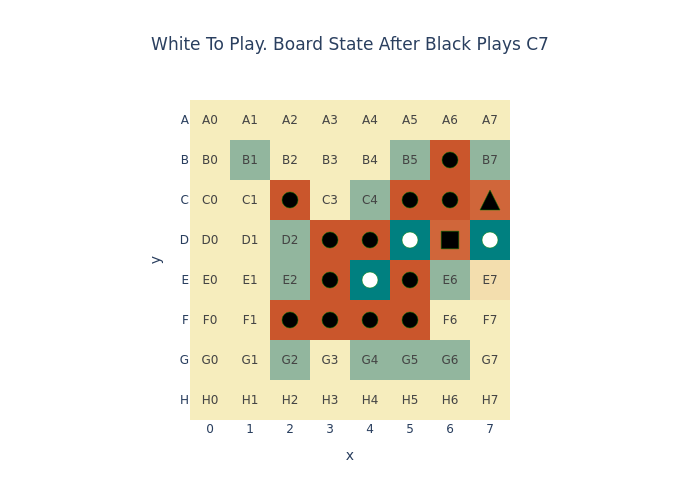 White To Play. Board State After Black Plays C7
A A0 A1 A2 A3 A4 A5 A6 A7
B B0 B1 B2 B3 B4 B5 B7
C C0 C1 C3 C4
D D0 D1 D2
y
E E0 E1 E2 E6 E7
F F0 F1 F6 F7
G G0 G1 G2 G3 G4 G5 G6 G7
H H0 H1 H2 H3 H4 H5 H6 H7
0 1 2 3 4 5 6 7
x